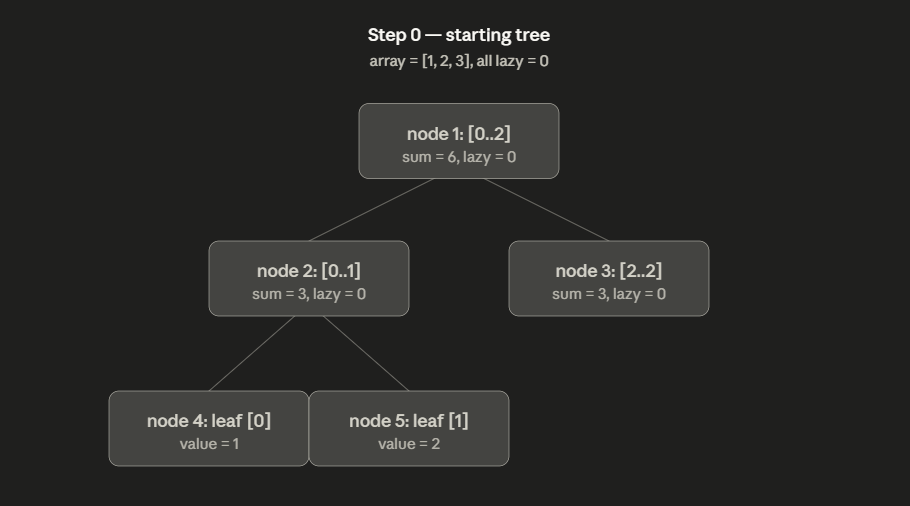 Step 0 — starting tree
array = [1, 2, 3], all lazy = 0
node 1: [0..2]
sum = 6, lazy = 0
node 2: [0..1]
sum = 3, lazy = 0
node 3: [2..2]
sum = 3, lazy = 0
node 4: leaf [0]
value = 1
node 5: leaf [1]
value = 2